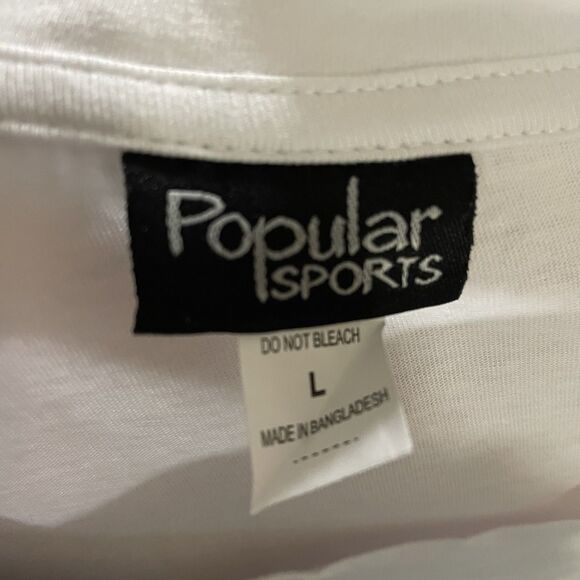 Popular
SPORTS
DO NOT BLEACH
L
MADE IN BANGLADESH